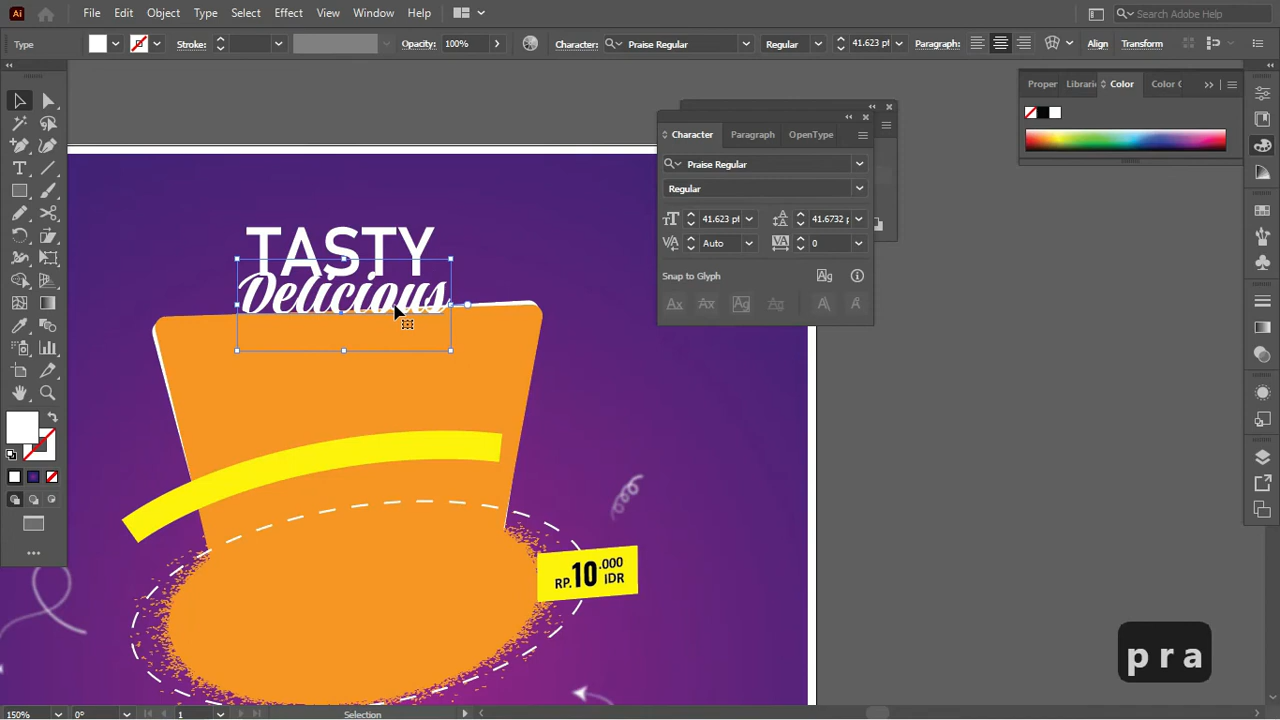 Ai File Edit Object Type Select Effect View Window Help Search Adobe Help
Type Stroke: Opacity: 100% Character: Praise Regular Regular 41.623 pt Paragraph: Align Transform
Proper Librari Color Color C
Character Paragraph OpenType
Praise Regular
Regular
41.623 pt 41.6732 p
Auto 0
Snap to Glyph
TASTY
Delicious
RP. 10 .000
IDR
pra
150% 0° 1 Selection